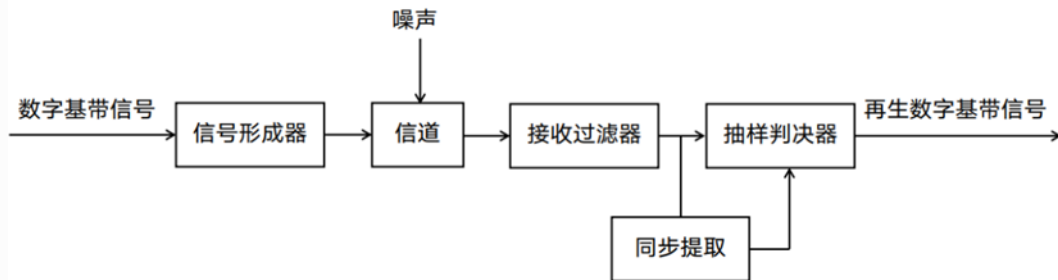 噪声
数字基带信号
信号形成器
信道
接收过滤器
抽样判决器
再生数字基带信号
同步提取